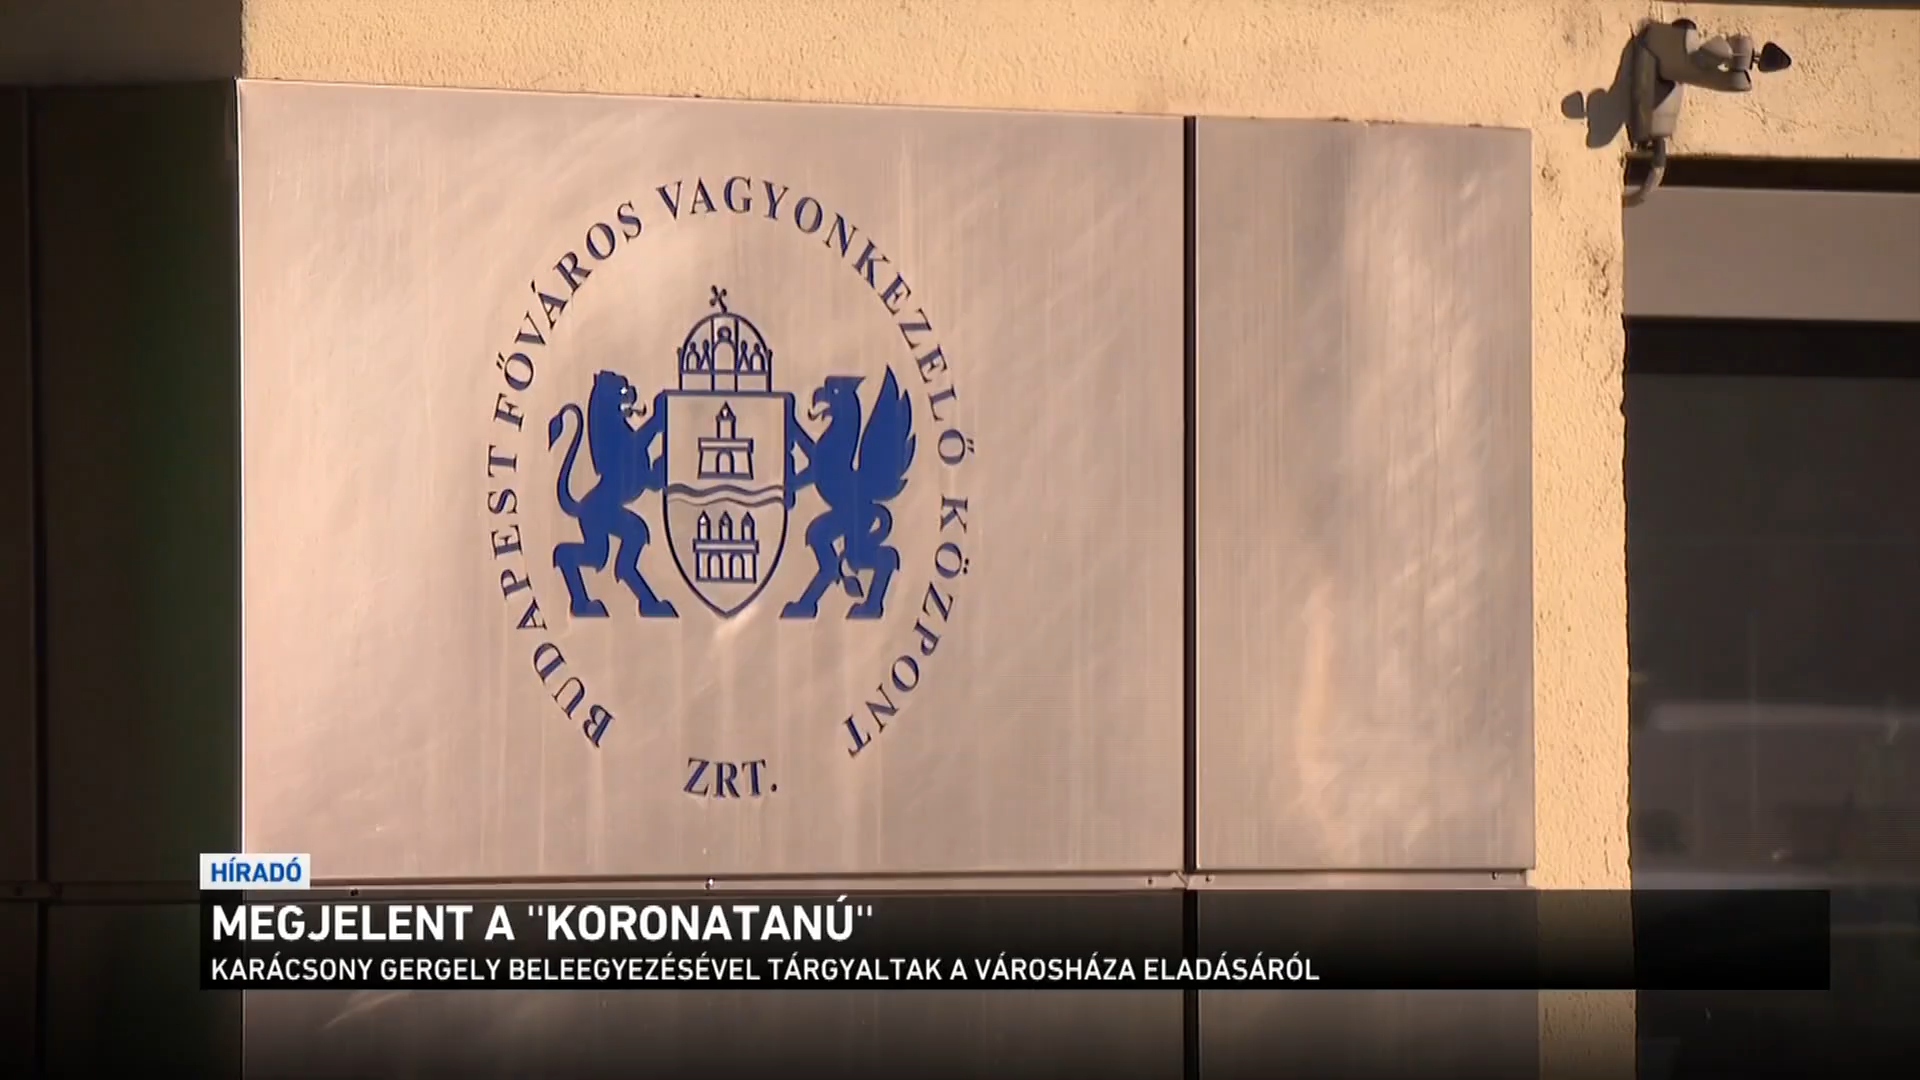 BUDAPEST FŐVÁROS VAGYONKEZELŐ KÖZPONT
ZRT.
HÍRADÓ
MEGJELENT A "KORONATANÚ"
KARÁCSONY GERGELY BELEEGYEZÉSÉVEL TÁRGYALTAK A VÁROSHÁZA ELADÁSÁRÓL